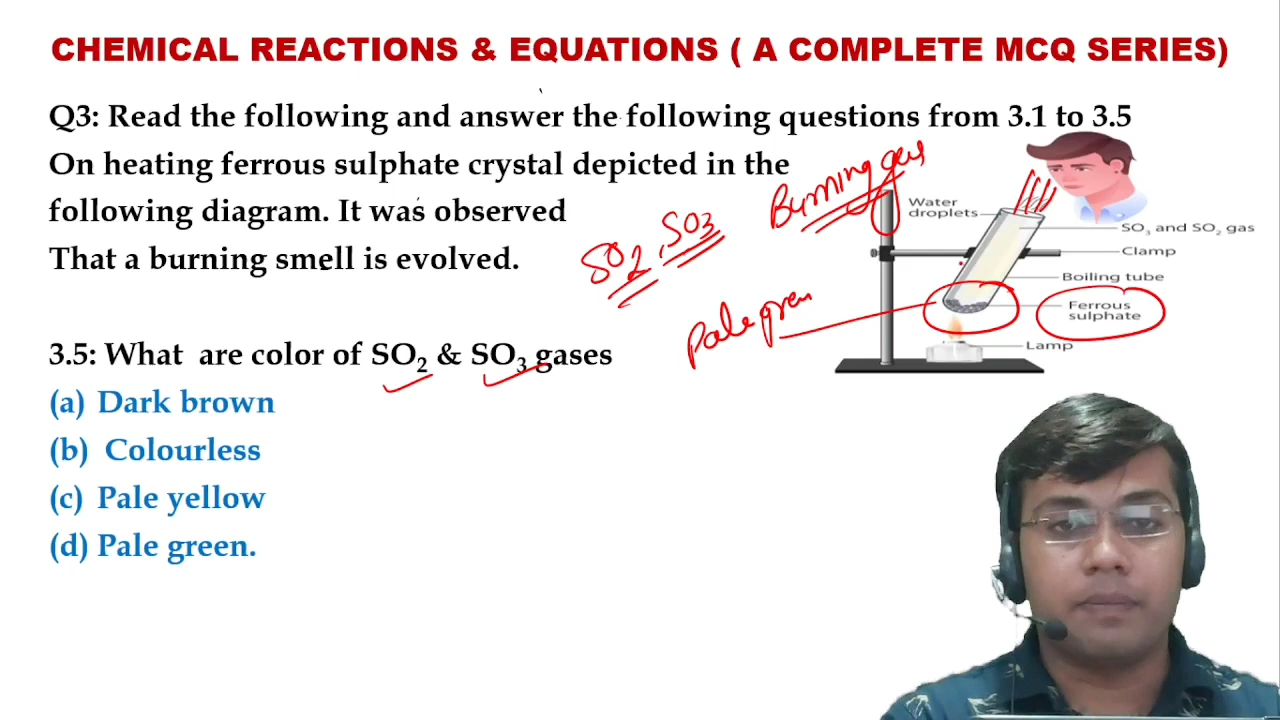 CHEMICAL REACTIONS & EQUATIONS ( A COMPLETE MCQ SERIES)
Q3: Read the following and answer the following questions from 3.1 to 3.5
On heating ferrous sulphate crystal depicted in the
following diagram. It was observed
That a burning smell is evolved.
SO2, SO3
Burning gas
Pale green
Water
droplets
SO3 and SO2 gas
Clamp
Boiling tube
Ferrous
sulphate
Lamp
3.5: What are color of SO2 & SO3 gases
(a) Dark brown
(b) Colourless
(c) Pale yellow
(d) Pale green.